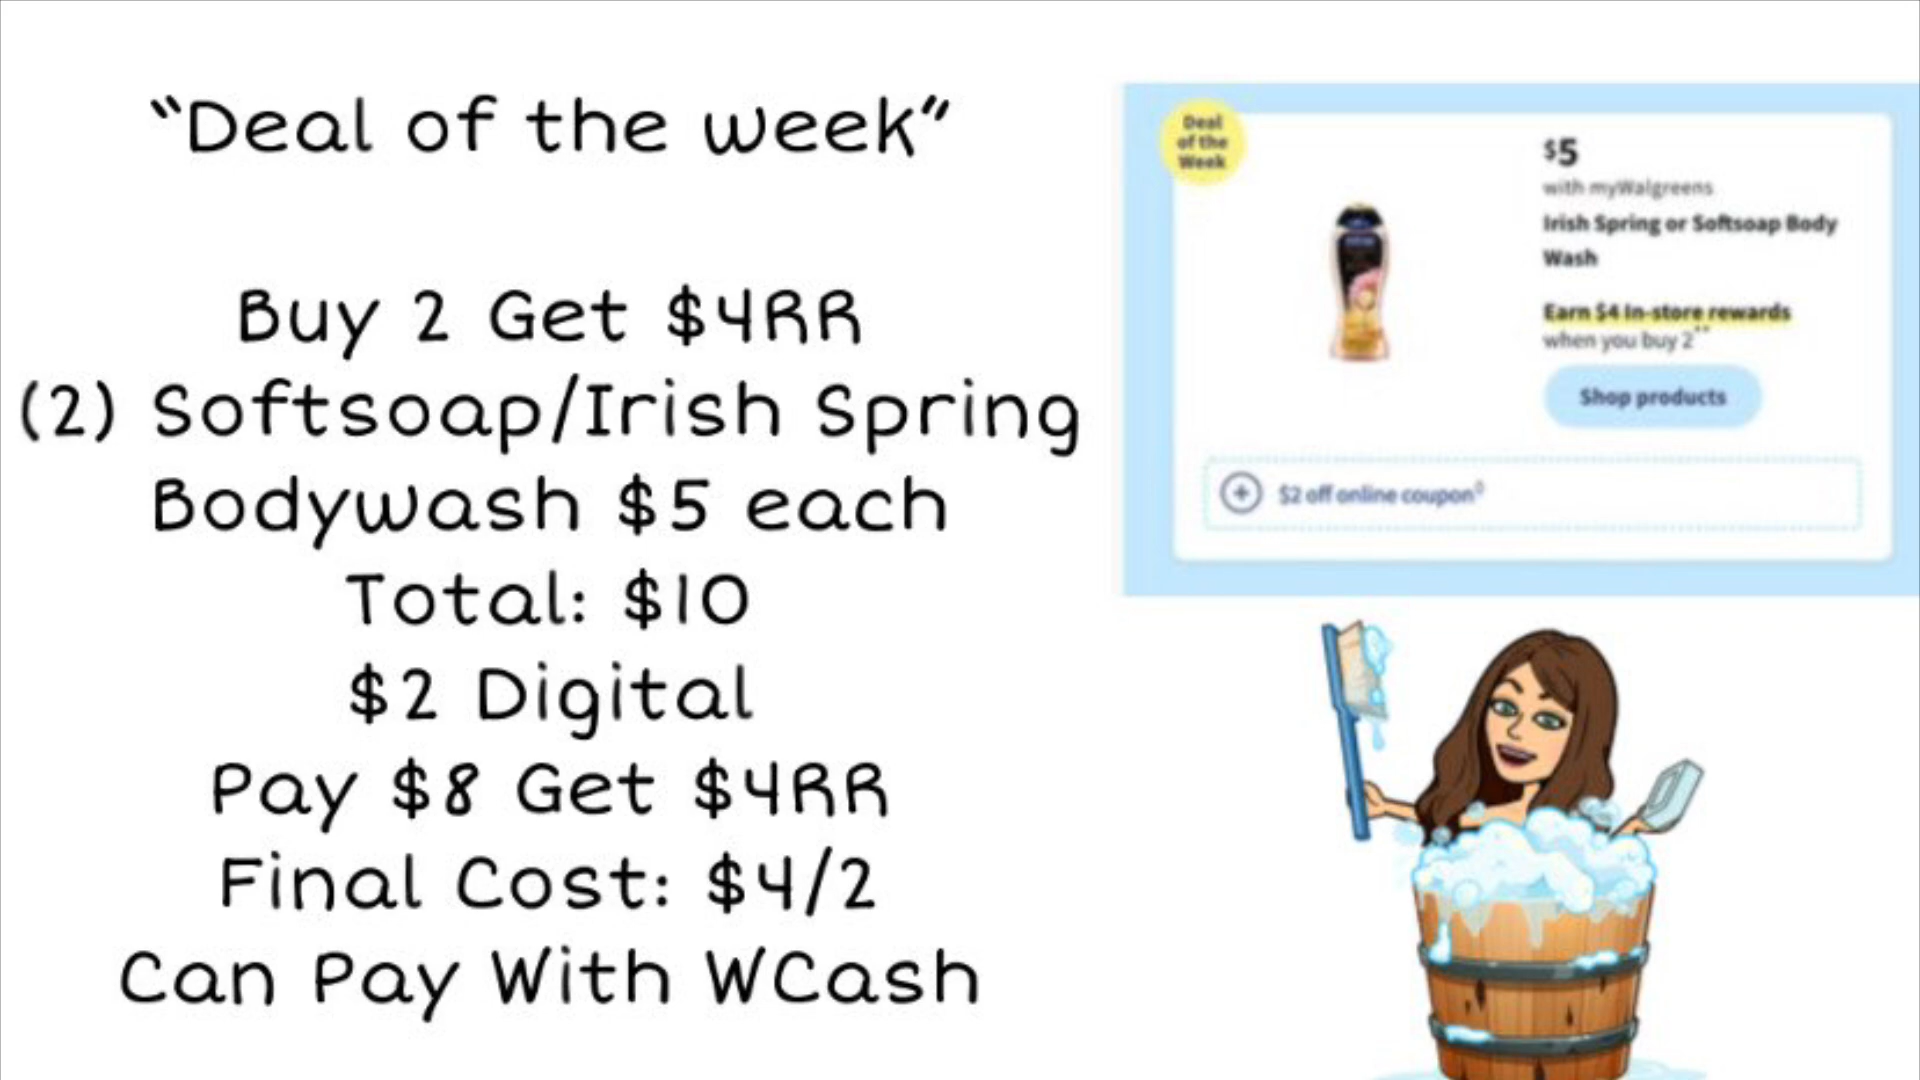 “Deal of the week”
Buy 2 Get $4RR
(2) Softsoap/Irish Spring
Bodywash $5 each
Total: $10
$2 Digital
Pay $8 Get $4RR
Final Cost: $4/2
Can Pay With WCash
Deal
of the
Week
$5
with myWalgreens
Irish Spring or Softsoap Body
Wash
Earn $4 In-store rewards
when you buy 2**
Shop products
$2 off online coupon◊